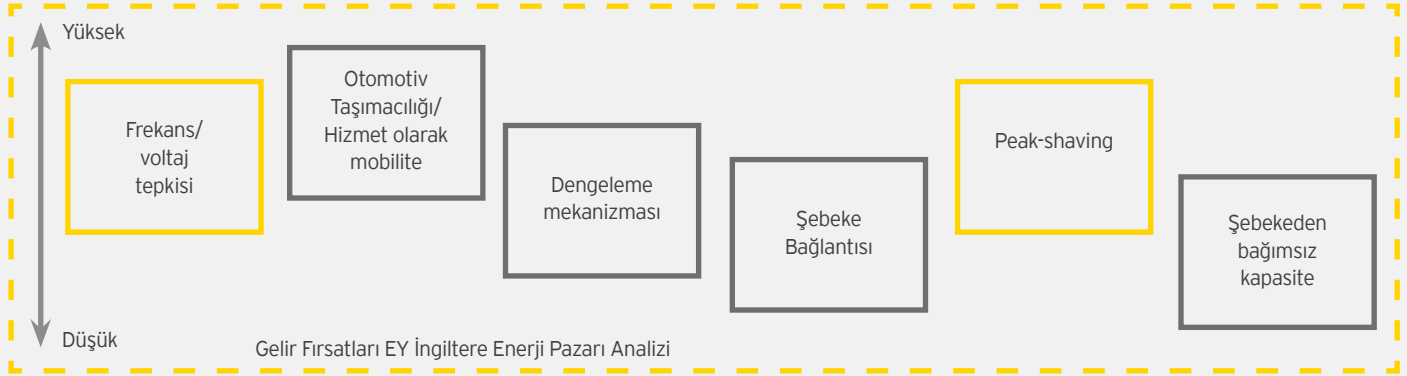 Yüksek
Frekans/
voltaj
tepkisi
Otomotiv
Taşımacılığı/
Hizmet olarak
mobilite
Dengeleme
mekanizması
Şebeke
Bağlantısı
Peak-shaving
Şebekeden
bağımsız
kapasite
Düşük
Gelir Fırsatları EY İngiltere Enerji Pazarı Analizi